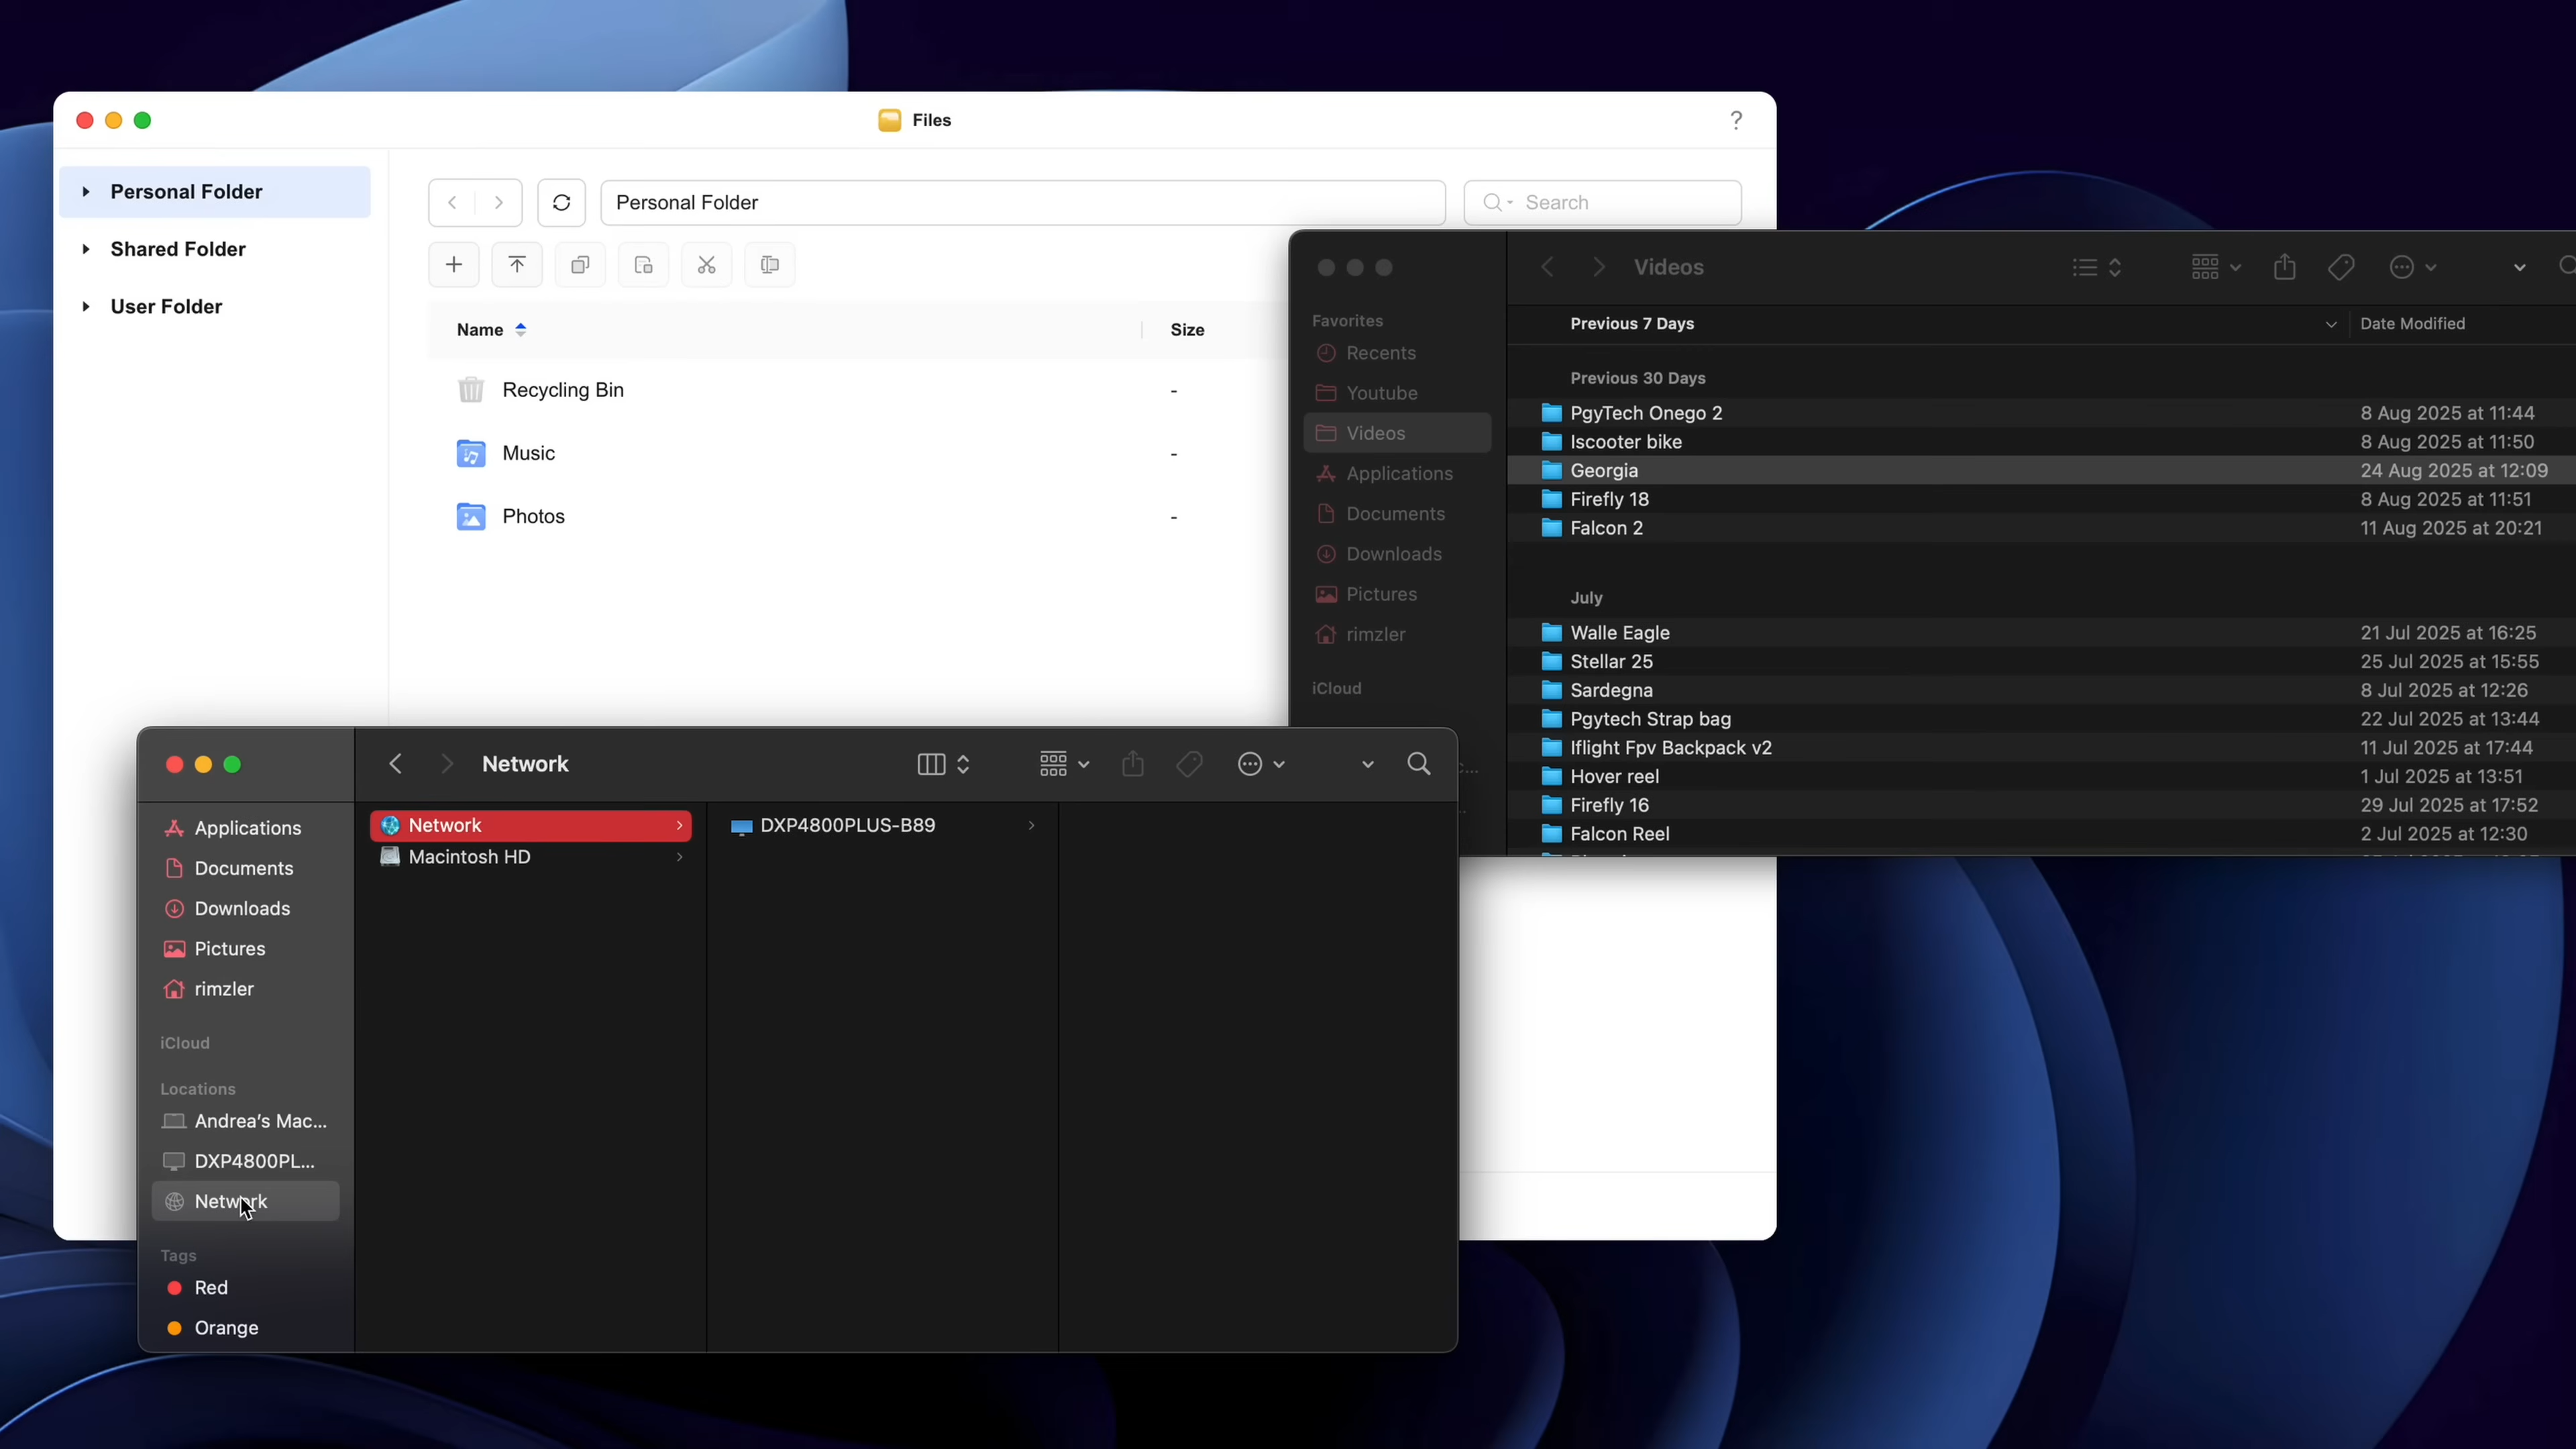 Files
?
Personal Folder
Shared Folder
User Folder
Personal Folder
Search
Name
Size
Recycling Bin
-
Music
-
Photos
-
Videos
Favorites
Recents
Youtube
Videos
Applications
Documents
Downloads
Pictures
rimzler
iCloud
Previous 7 Days
Date Modified
Previous 30 Days
PgyTech Onego 2
8 Aug 2025 at 11:44
Iscooter bike
8 Aug 2025 at 11:50
Georgia
24 Aug 2025 at 12:09
Firefly 18
8 Aug 2025 at 11:51
Falcon 2
11 Aug 2025 at 20:21
July
Walle Eagle
21 Jul 2025 at 16:25
Stellar 25
25 Jul 2025 at 15:55
Sardegna
8 Jul 2025 at 12:26
Pgytech Strap bag
22 Jul 2025 at 13:44
Iflight Fpv Backpack v2
11 Jul 2025 at 17:44
Hover reel
1 Jul 2025 at 13:51
Firefly 16
29 Jul 2025 at 17:52
Falcon Reel
2 Jul 2025 at 12:30
Network
Applications
Documents
Downloads
Pictures
rimzler
iCloud
Locations
Andrea's Mac...
DXP4800PL...
Network
Tags
Red
Orange
Network
Macintosh HD
DXP4800PLUS-B89